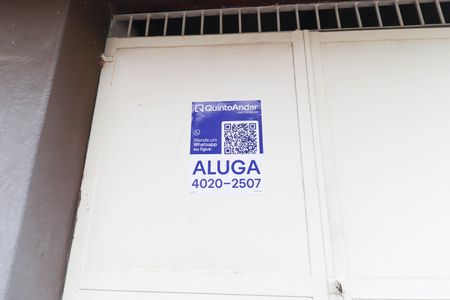 QuintoAndar
Mande um
Whatsapp
ou ligue.
ALUGA
4020-2507